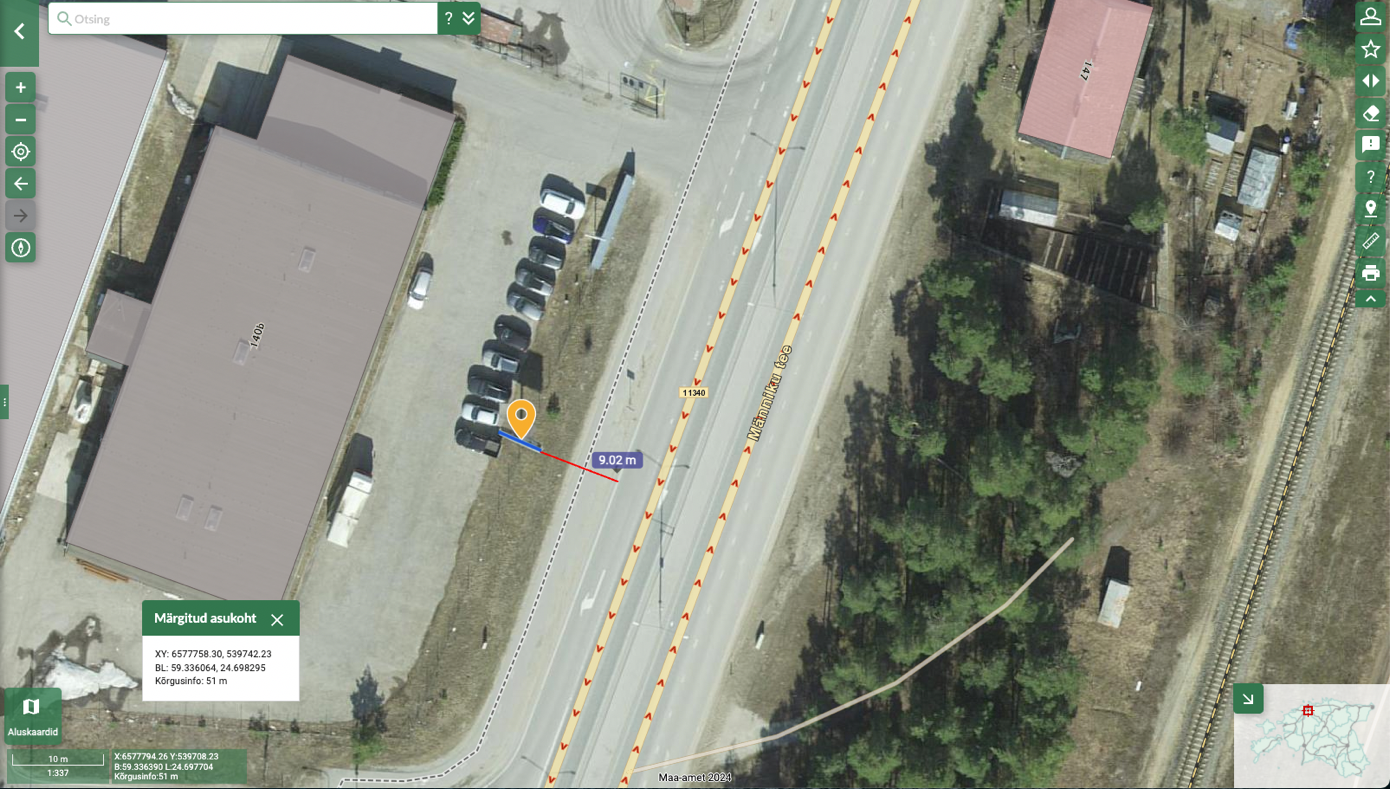 Otsing
?
147
?
140b
11340
Männiku tee
9.02 m
Märgitud asukoht
XY: 6577758.30, 539742.23
BL: 59.336064, 24.698295
Kõrgusinfo: 51 m
Aluskaardid
10 m
1:337
X:6577794.26 Y:539708.23
B:59.336390 L:24.697704
Kõrgusinfo:51 m
Maa-amet 2024